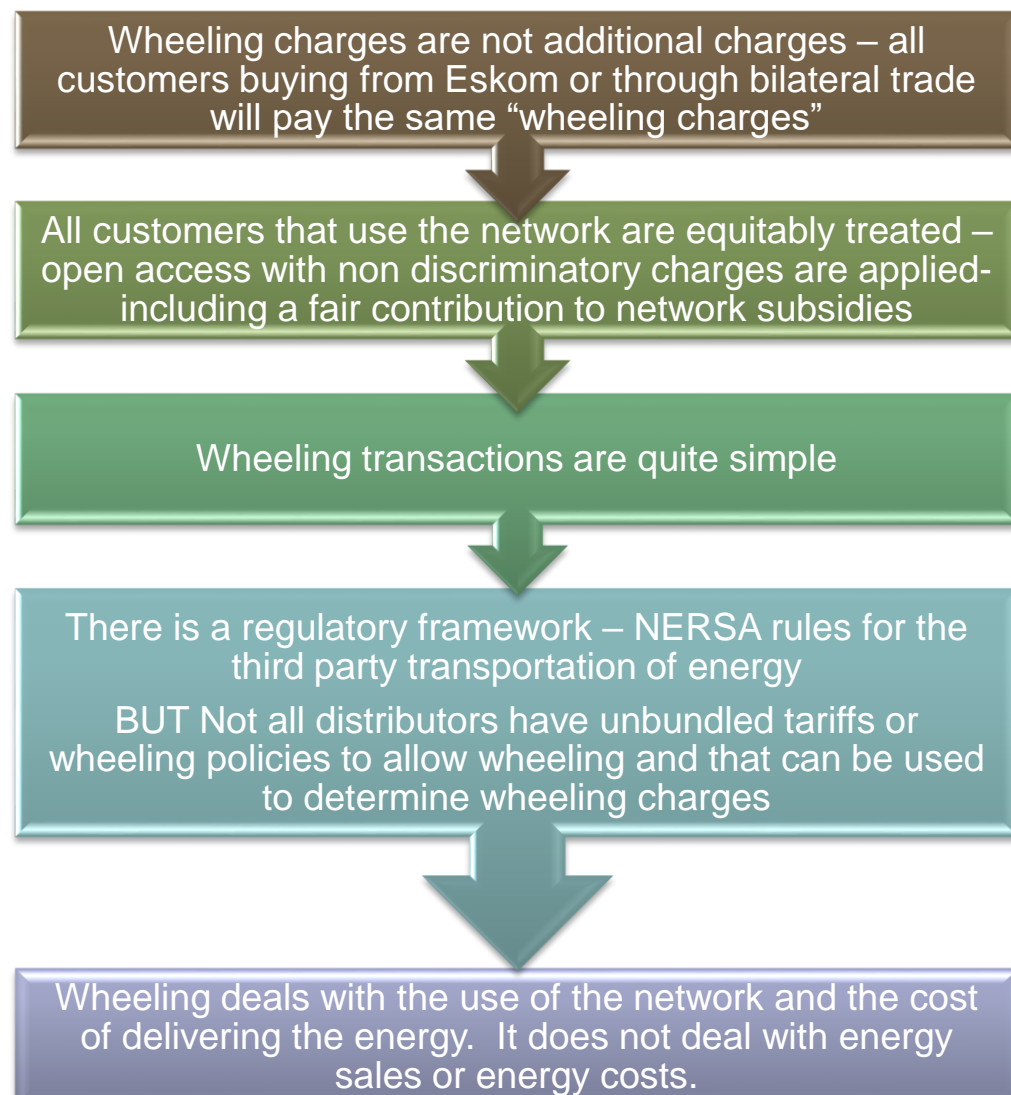 Wheeling charges are not additional charges – all
customers buying from Eskom or through bilateral trade
will pay the same “wheeling charges”
All customers that use the network are equitably treated –
open access with non discriminatory charges are applied-
including a fair contribution to network subsidies
Wheeling transactions are quite simple
There is a regulatory framework – NERSA rules for the
third party transportation of energy
BUT Not all distributors have unbundled tariffs or
wheeling policies to allow wheeling and that can be used
to determine wheeling charges
Wheeling deals with the use of the network and the cost
of delivering the energy.  It does not deal with energy
sales or energy costs.